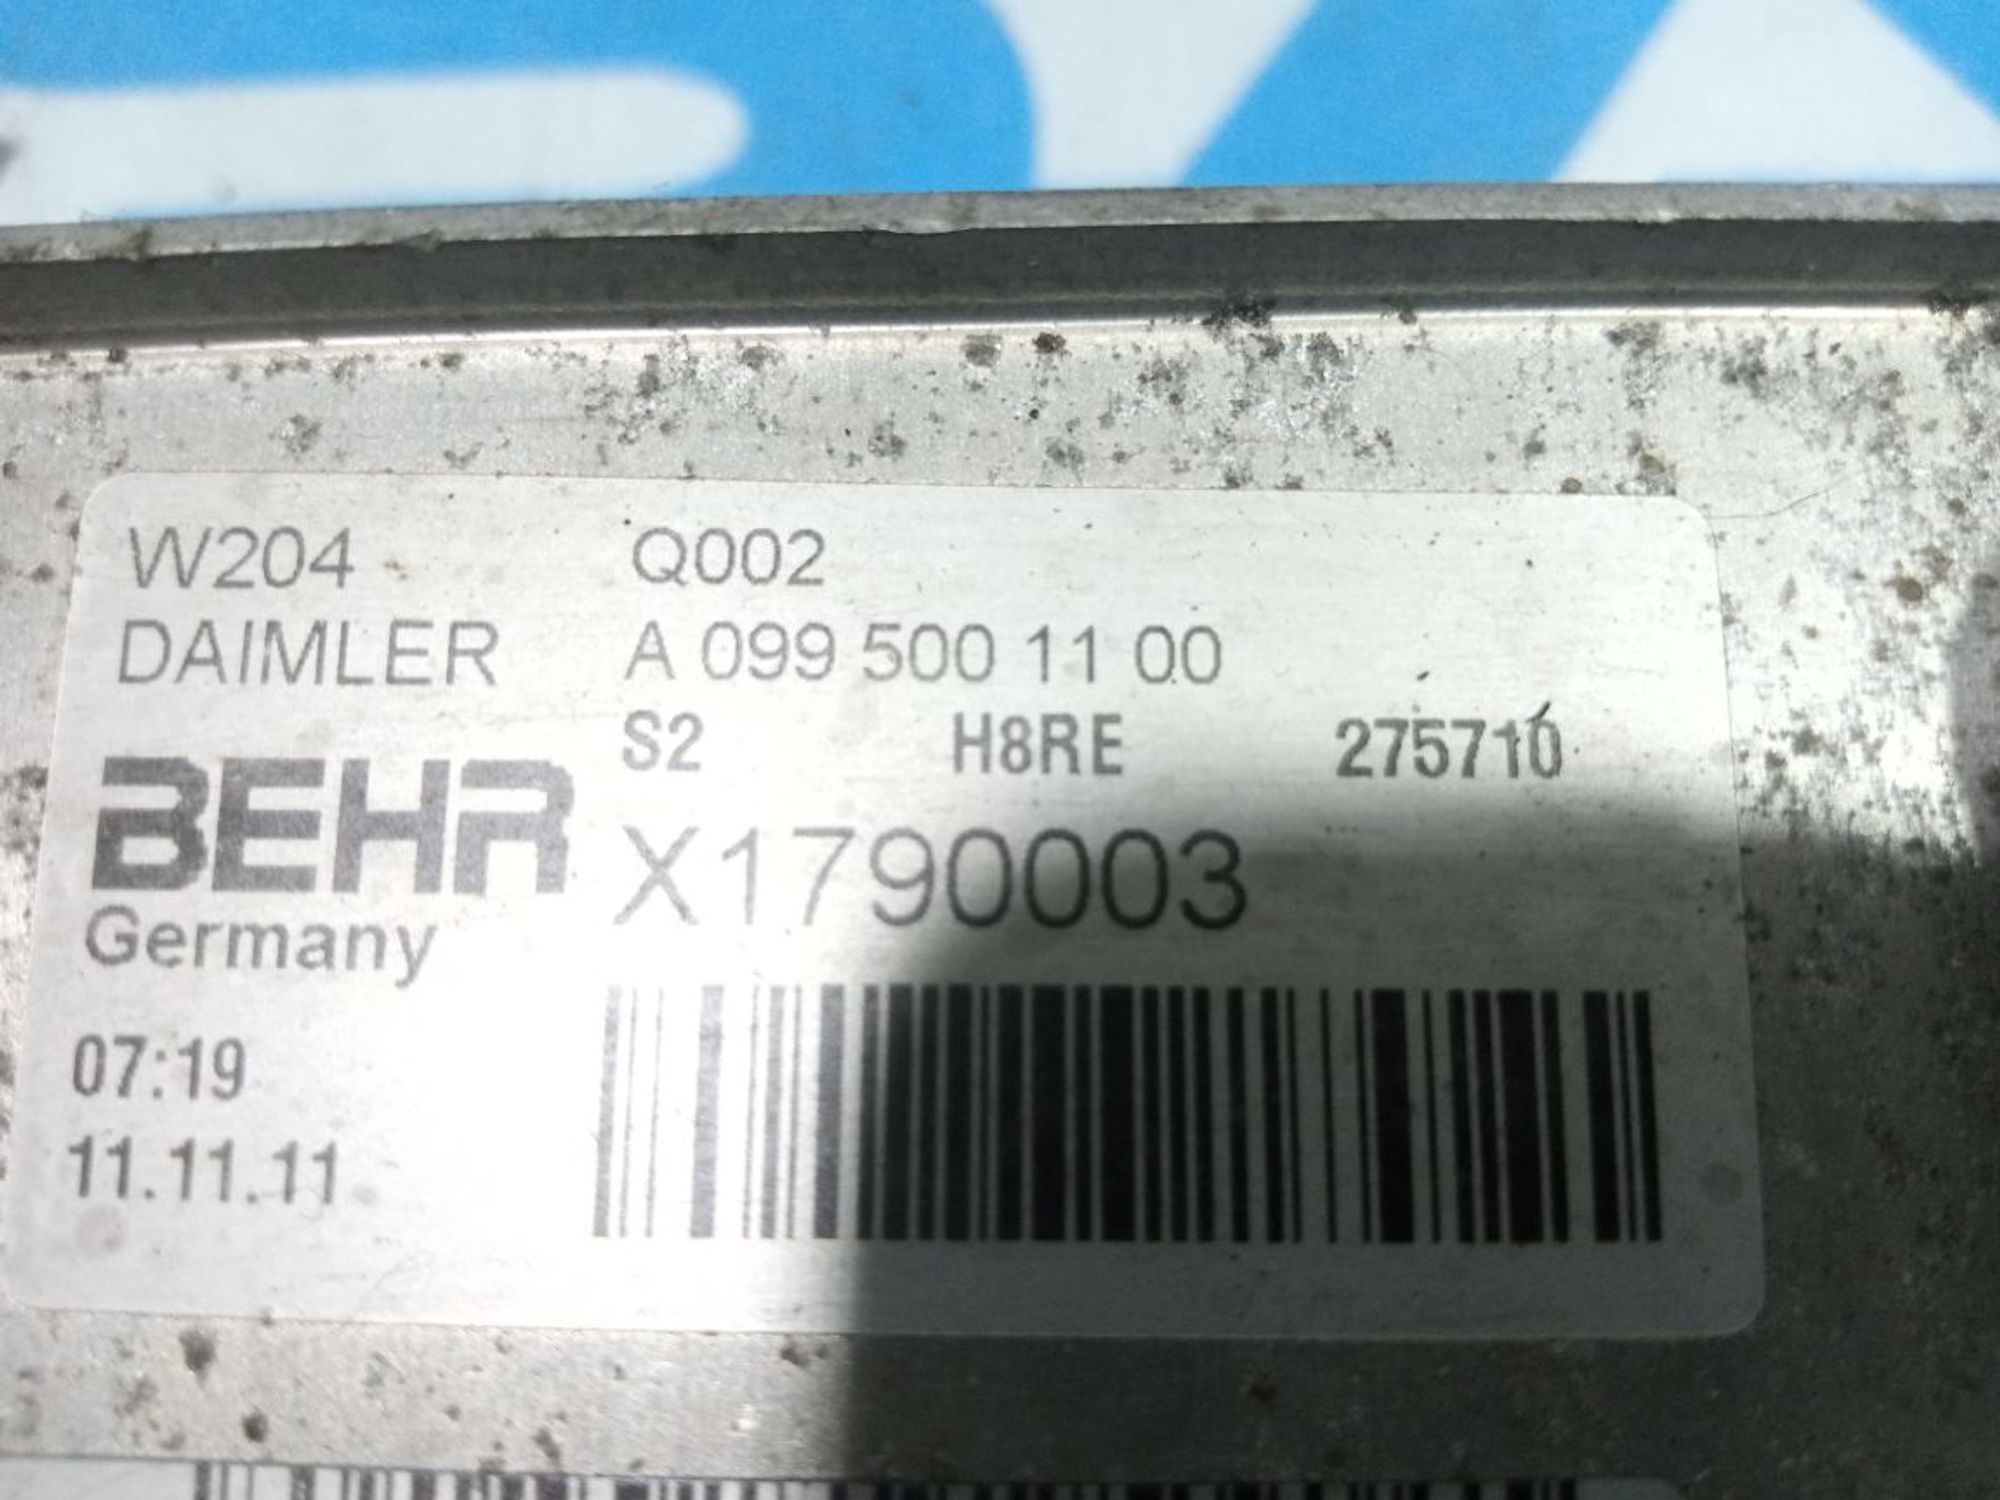 W204 Q002
DAIMLER A 099 500 11 00
S2 H8RE 275710
BEHR X1790003
Germany
07:19
11.11.11